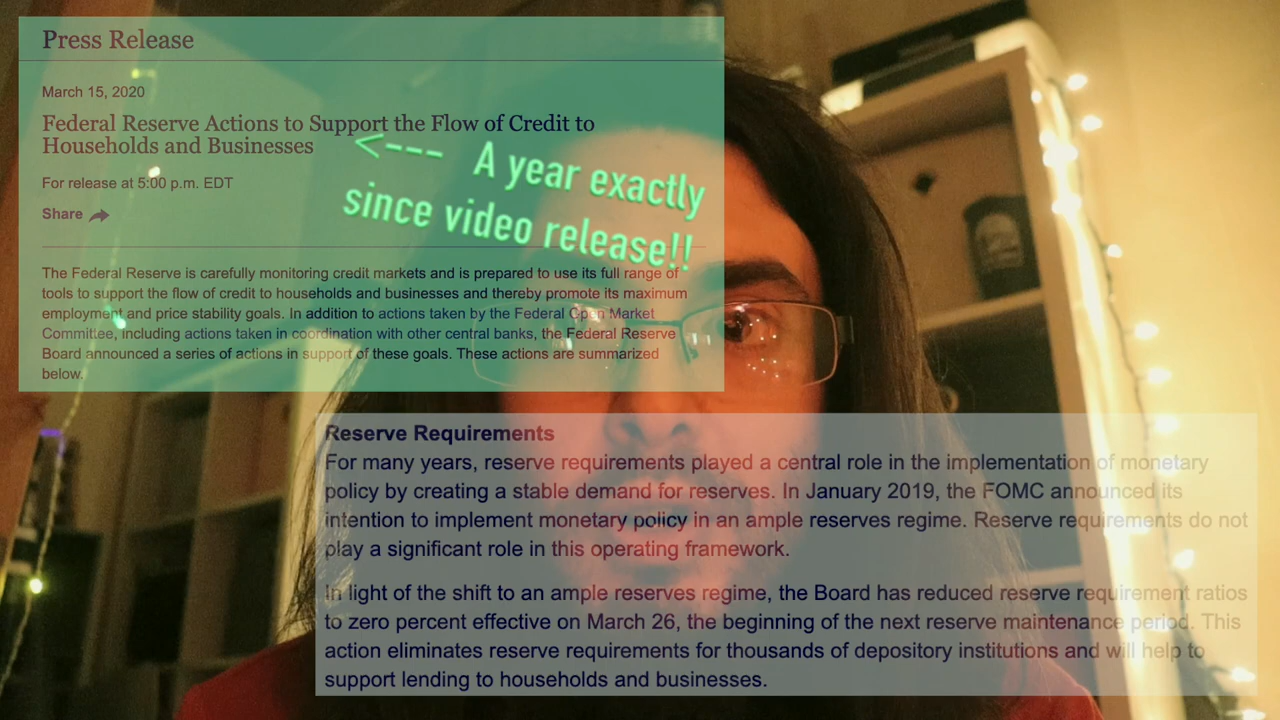 Press Release
March 15, 2020
Federal Reserve Actions to Support the Flow of Credit to
Households and Businesses
<--- A year exactly
since video release!!
For release at 5:00 p.m. EDT
Share
The Federal Reserve is carefully monitoring credit markets and is prepared to use its full range of
tools to support the flow of credit to households and businesses and thereby promote its maximum
employment and price stability goals. In addition to actions taken by the Federal Open Market
Committee, including actions taken in coordination with other central banks, the Federal Reserve
Board announced a series of actions in support of these goals. These actions are summarized
below.
Reserve Requirements
For many years, reserve requirements played a central role in the implementation of monetary
policy by creating a stable demand for reserves. In January 2019, the FOMC announced its
intention to implement monetary policy in an ample reserves regime. Reserve requirements do not
play a significant role in this operating framework.
In light of the shift to an ample reserves regime, the Board has reduced reserve requirement ratios
to zero percent effective on March 26, the beginning of the next reserve maintenance period. This
action eliminates reserve requirements for thousands of depository institutions and will help to
support lending to households and businesses.